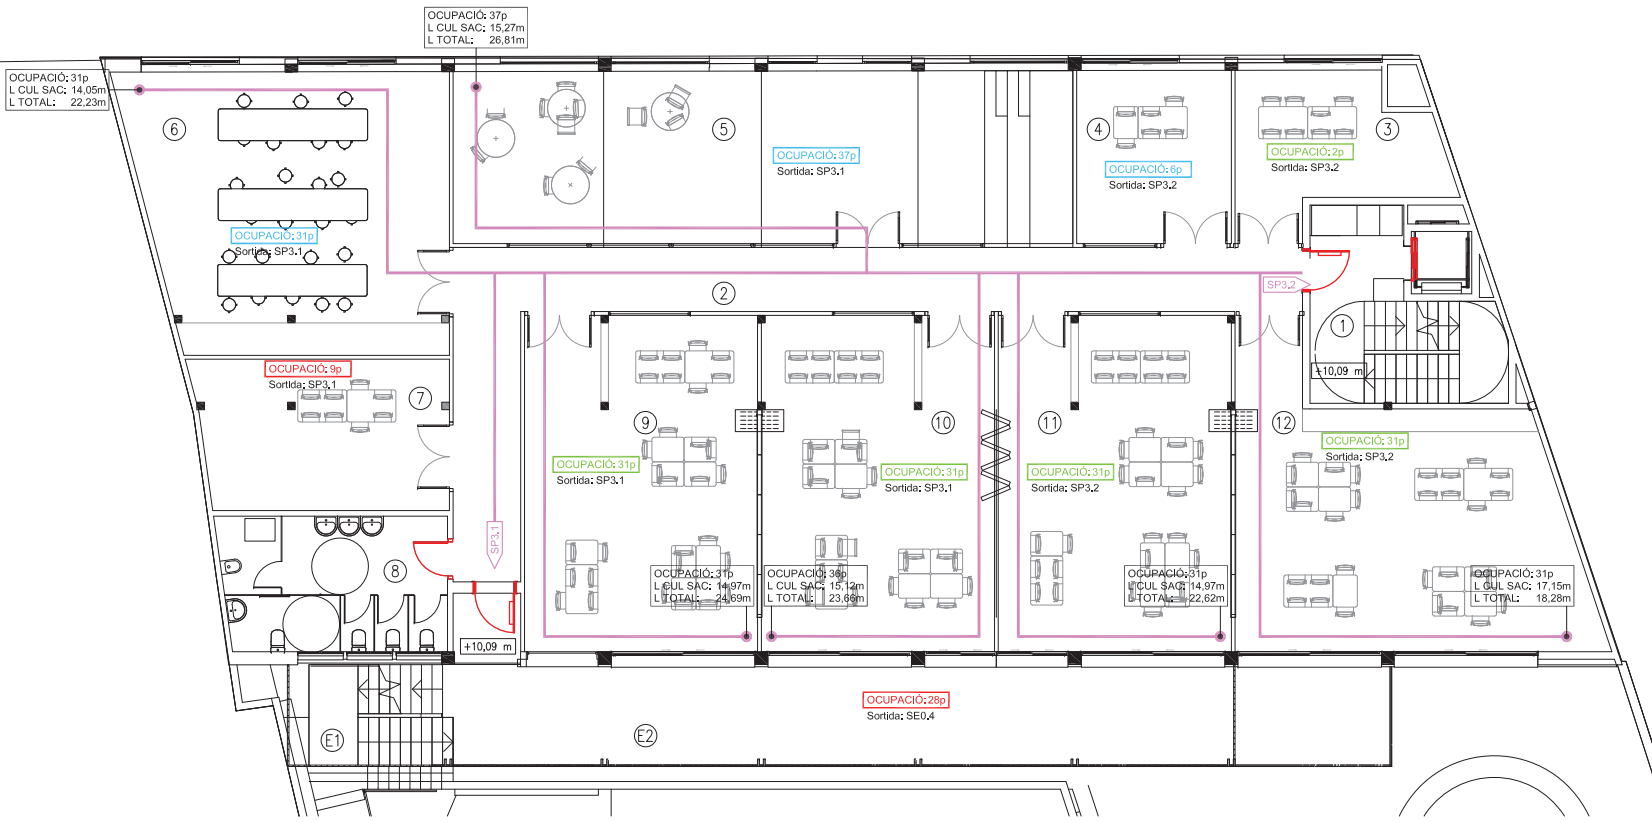 OCUPACIÓ: 37p
L CUL SAC: 15,27m
L TOTAL: 26,81m
OCUPACIÓ: 31p
L CUL SAC: 14,05m
L TOTAL: 22,23m
6
5
4
3
OCUPACIÓ: 37p
Sortida: SP3.1
OCUPACIÓ: 6p
Sortida: SP3.2
OCUPACIÓ: 2p
Sortida: SP3.2
OCUPACIÓ: 31p
Sortida: SP3.1
2
SP3.2
1
+10,09 m
OCUPACIÓ: 9p
Sortida: SP3.1
7
9
10
11
12
OCUPACIÓ: 31p
Sortida: SP3.1
OCUPACIÓ: 31p
Sortida: SP3.1
OCUPACIÓ: 31p
Sortida: SP3.2
OCUPACIÓ: 31p
Sortida: SP3.2
SP3.1
8
OCUPACIÓ: 31p
L CUL SAC: 14,97m
L TOTAL: 24,69m
OCUPACIÓ: 36p
L CUL SAC: 15,12m
L TOTAL: 23,66m
OCUPACIÓ: 31p
L CUL SAC: 14,97m
L TOTAL: 22,62m
OCUPACIÓ: 31p
L CUL SAC: 17,15m
L TOTAL: 18,28m
+10,09 m
OCUPACIÓ: 28p
Sortida: SE0.4
E1
E2